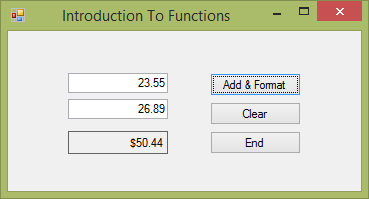 Introduction To Functions
23.55
Add & Format
26.89
Clear
$50.44
End